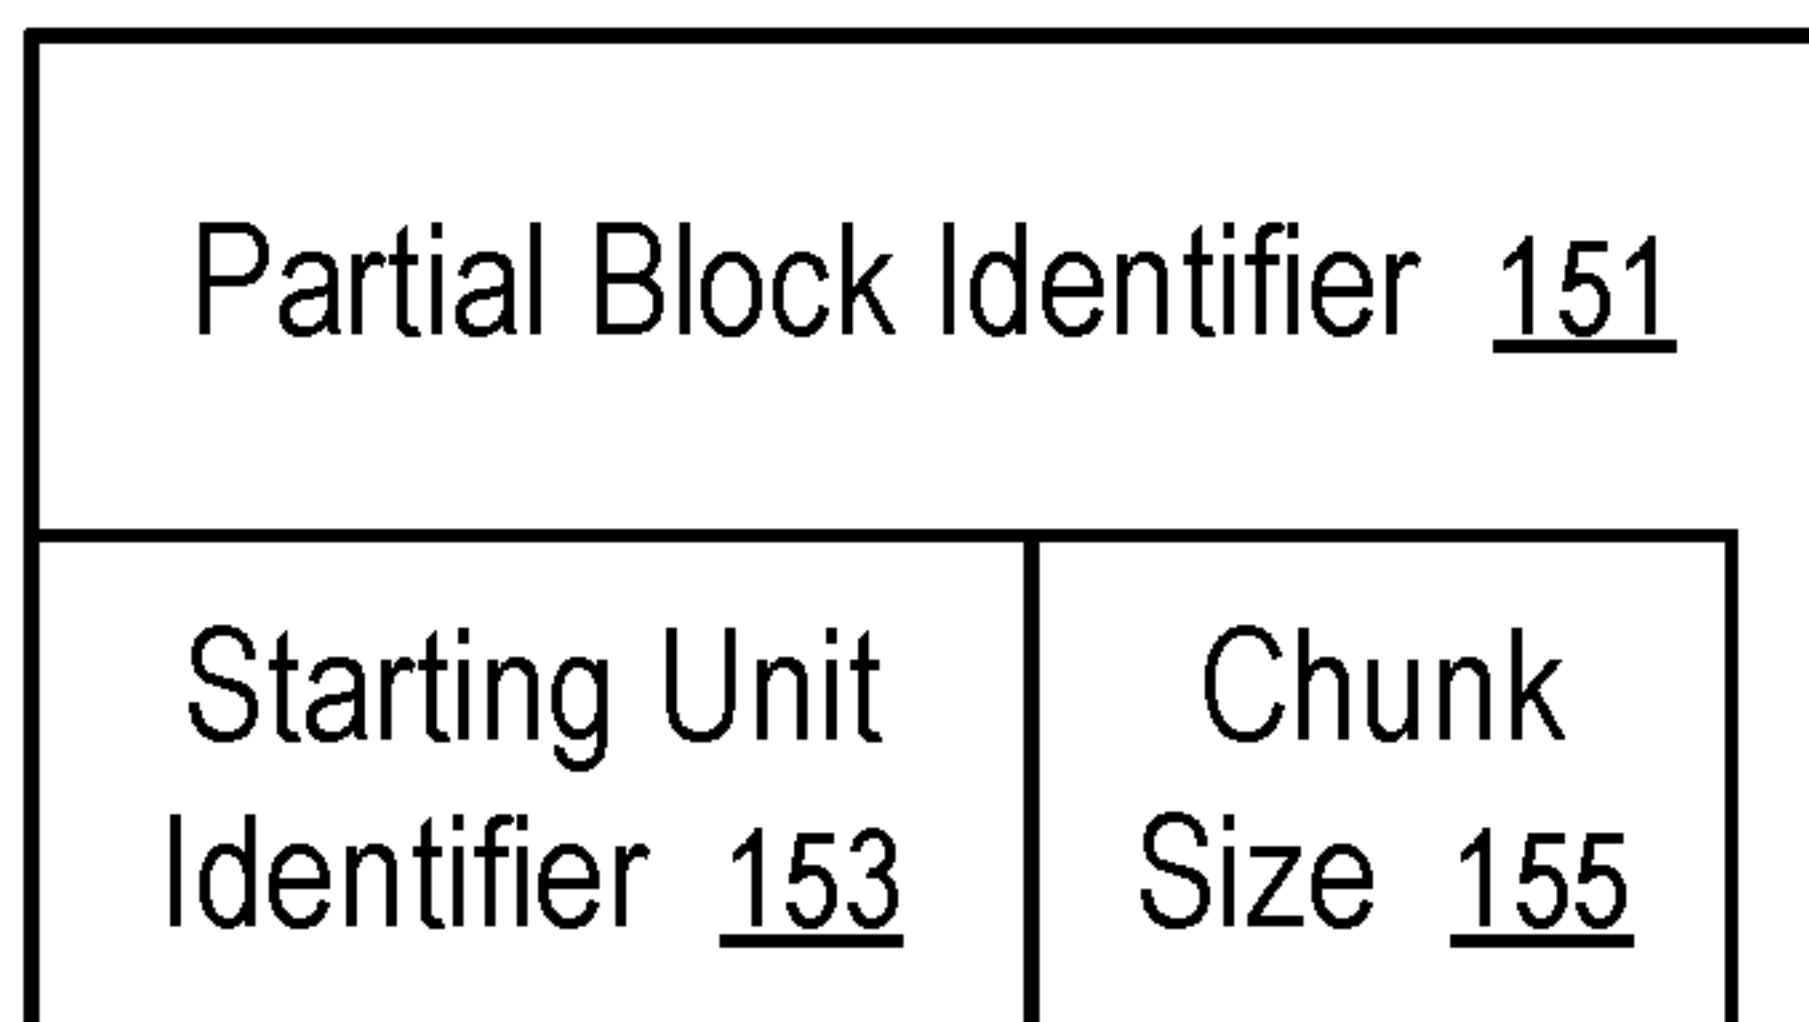 Partial Block Identifier 151
Starting Unit
Identifier 153
Chunk
Size 155